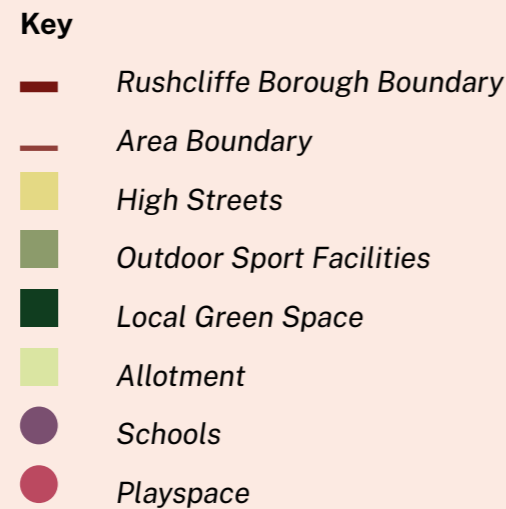 Key
Rushcliffe Borough Boundary
Area Boundary
High Streets
Outdoor Sport Facilities
Local Green Space
Allotment
Schools
Playspace